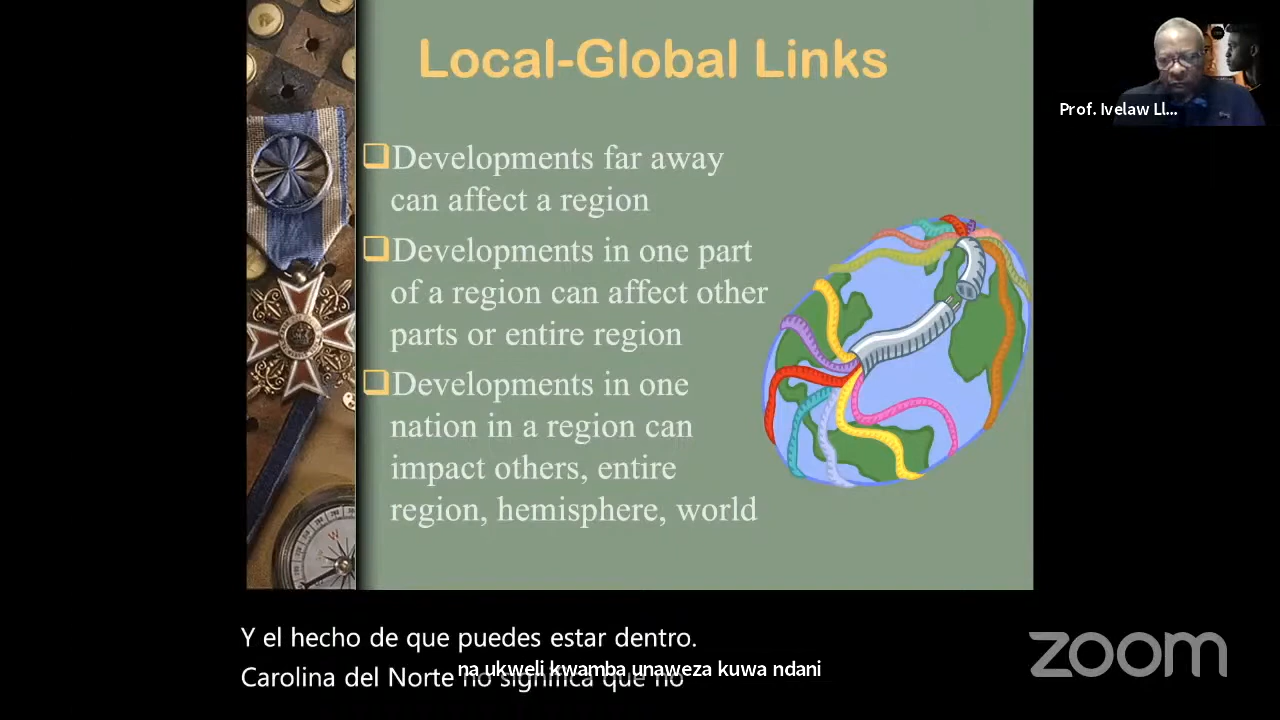 Local-Global Links
Prof. Ivelaw Ll...
Developments far away
can affect a region
Developments in one part
of a region can affect other
parts or entire region
Developments in one
nation in a region can
impact others, entire
region, hemisphere, world
Y el hecho de que puedes estar dentro.
Carolina del Norte no significa que no
na ukweli kwamba unaweza kuwa ndani
zoom